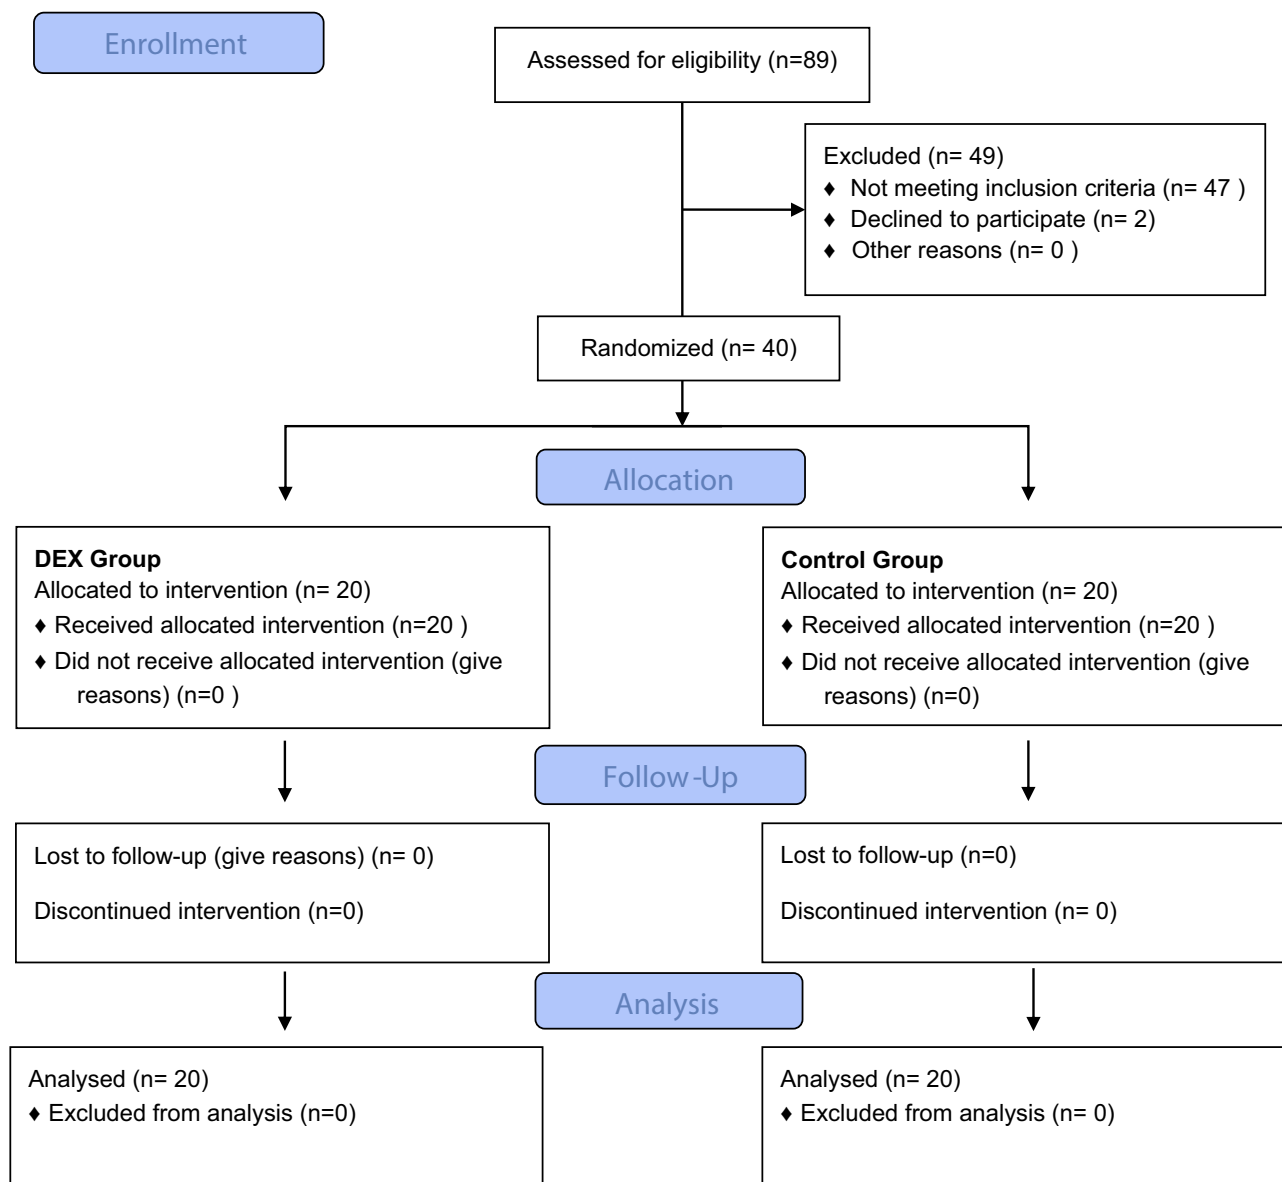 Enrollment
Assessed for eligibility (n=89)
Excluded (n= 49)
♦ Not meeting inclusion criteria (n= 47 )
♦ Declined to participate (n= 2)
♦ Other reasons (n= 0 )
Randomized (n= 40)
Allocation
DEX Group
Allocated to intervention (n= 20)
♦ Received allocated intervention (n=20 )
♦ Did not receive allocated intervention (give
reasons) (n=0 )
Control Group
Allocated to intervention (n= 20)
♦ Received allocated intervention (n=20 )
♦ Did not receive allocated intervention (give
reasons) (n=0)
Follow-Up
Lost to follow-up (give reasons) (n= 0)
Discontinued intervention (n=0)
Lost to follow-up (n=0)
Discontinued intervention (n= 0)
Analysis
Analysed (n= 20)
♦ Excluded from analysis (n=0)
Analysed (n= 20)
♦ Excluded from analysis (n= 0)